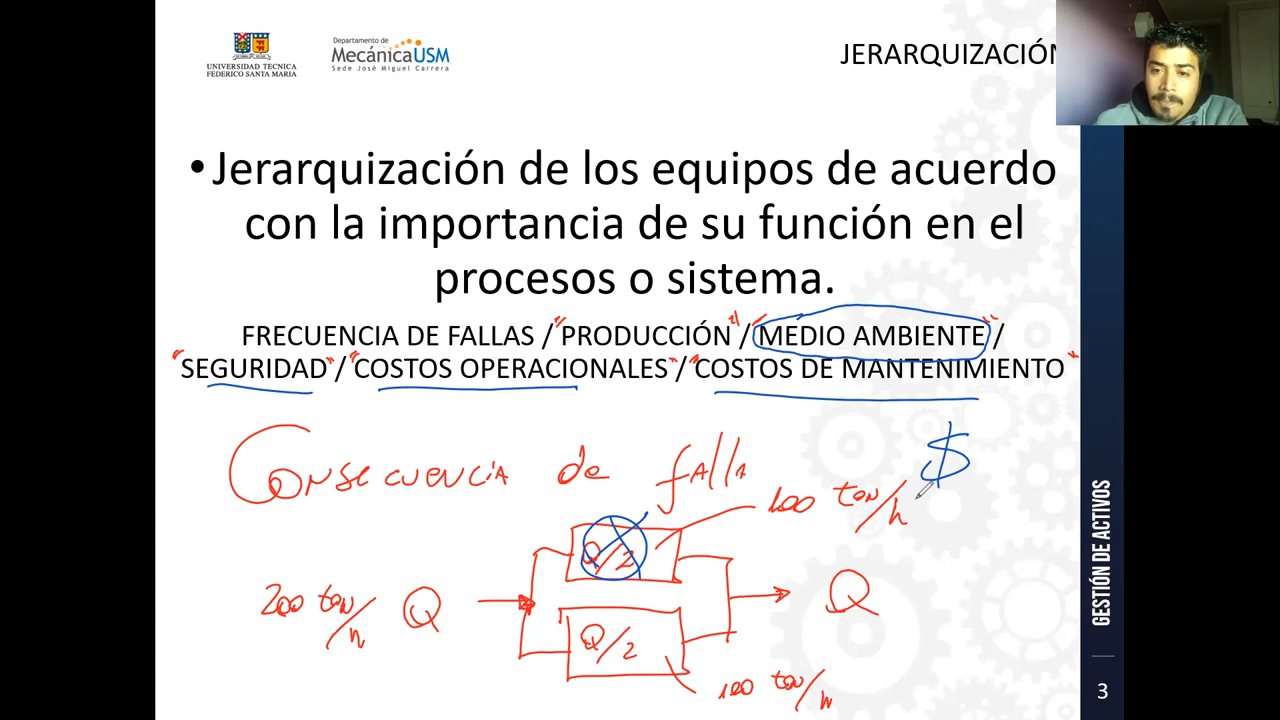 UNIVERSIDAD TECNICA
FEDERICO SANTA MARIA
Departamento de
MecánicaUSM
Sede José Miguel Carrera
JERARQUIZACIÓN
• Jerarquización de los equipos de acuerdo
con la importancia de su función en el
procesos o sistema.
FRECUENCIA DE FALLAS / "PRODUCCIÓN" / "MEDIO AMBIENTE" /
"SEGURIDAD" / "COSTOS OPERACIONALES" / "COSTOS DE MANTENIMIENTO"
CONSECUENCIA de fAllA
$
100 ton/h
Q/2
200 ton/h Q
Q
Q/2
100 ton/h
GESTIÓN DE ACTIVOS
3